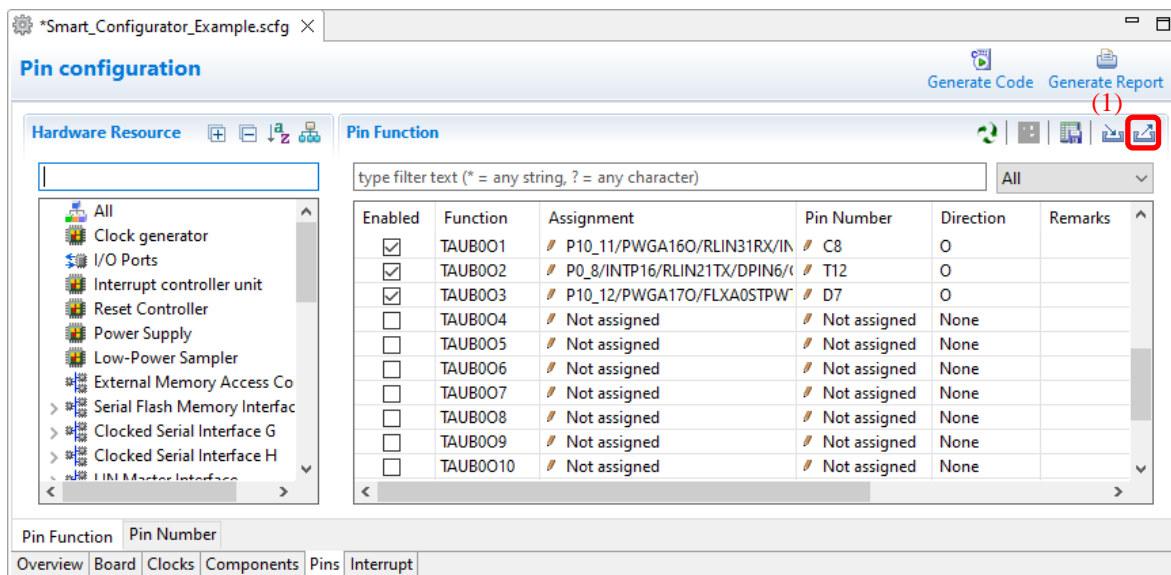 *Smart_Configurator_Example.scfg
Pin configuration
Generate Code
Generate Report
(1)
Hardware Resource
Pin Function
type filter text (* = any string, ? = any character)
All
All
Clock generator
I/O Ports
Interrupt controller unit
Reset Controller
Power Supply
Low-Power Sampler
External Memory Access Co
Serial Flash Memory Interfac
Clocked Serial Interface G
Clocked Serial Interface H
LIN Master Interface
Enabled Function Assignment Pin Number Direction Remarks
TAUB0O1 P10_11/PWGA16O/RLIN31RX/IN C8 O
TAUB0O2 P0_8/INTP16/RLIN21TX/DPIN6/ T12 O
TAUB0O3 P10_12/PWGA17O/FLXA0STPWT D7 O
TAUB0O4 Not assigned Not assigned None
TAUB0O5 Not assigned Not assigned None
TAUB0O6 Not assigned Not assigned None
TAUB0O7 Not assigned Not assigned None
TAUB0O8 Not assigned Not assigned None
TAUB0O9 Not assigned Not assigned None
TAUB0O10 Not assigned Not assigned None
Pin Function Pin Number
Overview Board Clocks Components Pins Interrupt